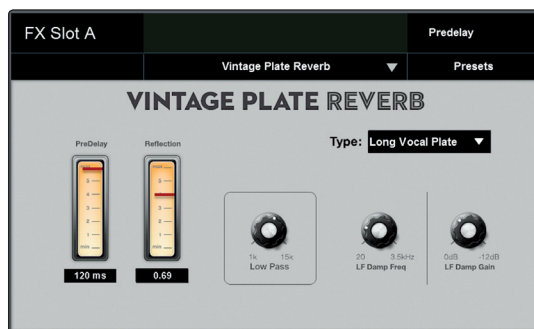 FX Slot A
Predelay
Vintage Plate Reverb
Presets
VINTAGE PLATE REVERB
Type: Long Vocal Plate
PreDelay
Reflection
5
4
3
2
1
min
5
4
3
2
1
min
120 ms
0.69
1k 15k
Low Pass
20 3.5kHz
LF Damp Freq
0dB -12dB
LF Damp Gain